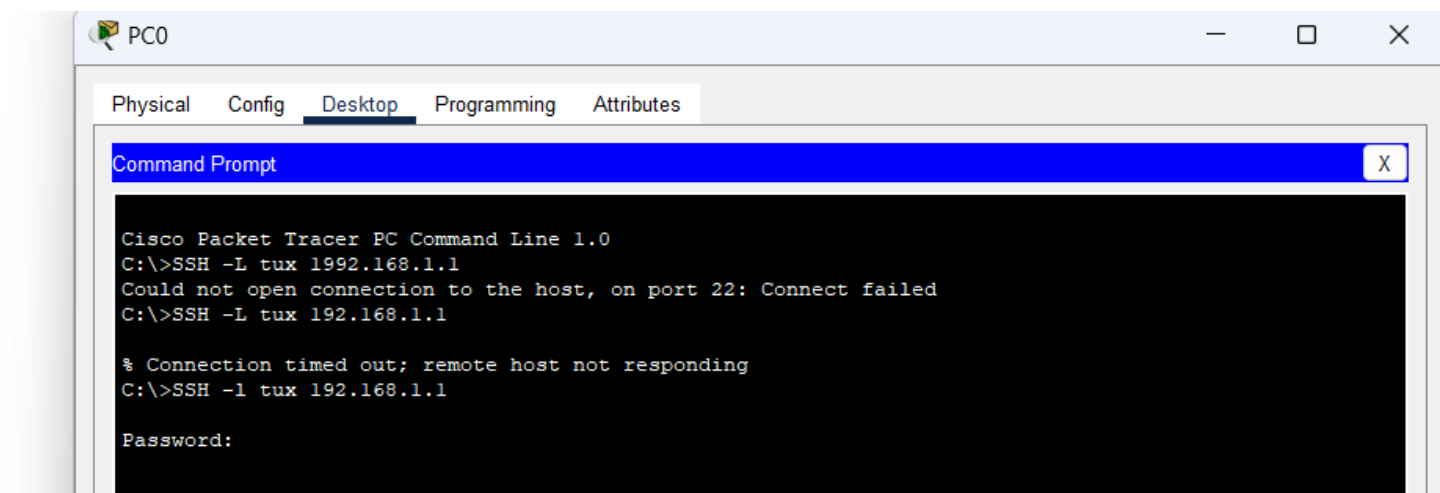 PC0
Physical Config Desktop Programming Attributes
Command Prompt
X
Cisco Packet Tracer PC Command Line 1.0
C:\>SSH -L tux 1992.168.1.1
Could not open connection to the host, on port 22: Connect failed
C:\>SSH -L tux 192.168.1.1
% Connection timed out; remote host not responding
C:\>SSH -l tux 192.168.1.1
Password: